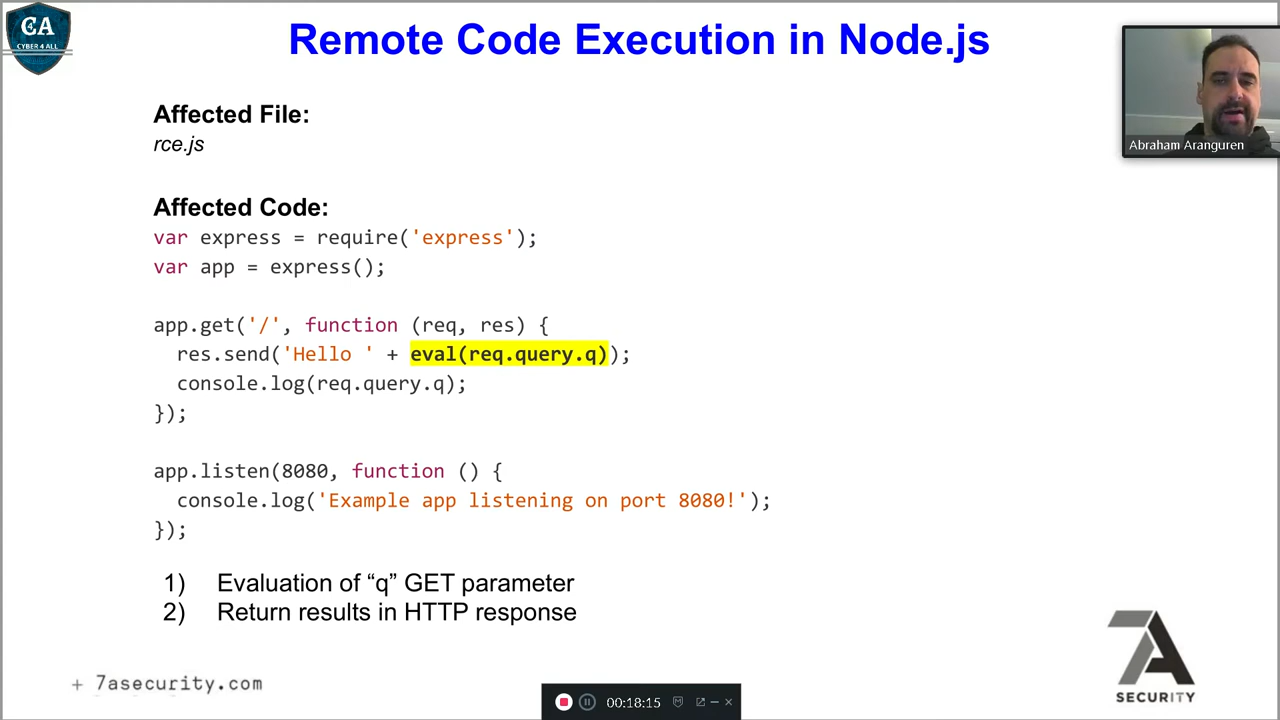 CA
CYBER 4 ALL
Remote Code Execution in Node.js
Abraham Aranguren
Affected File:
rce.js
Affected Code:
var express = require('express');
var app = express();
app.get('/', function (req, res) {
res.send('Hello ' + eval(req.query.q));
console.log(req.query.q);
});
app.listen(8080, function () {
console.log('Example app listening on port 8080!');
});
1) Evaluation of “q” GET parameter
2) Return results in HTTP response
+ 7asecurity.com
00:18:15
7A
SECURITY